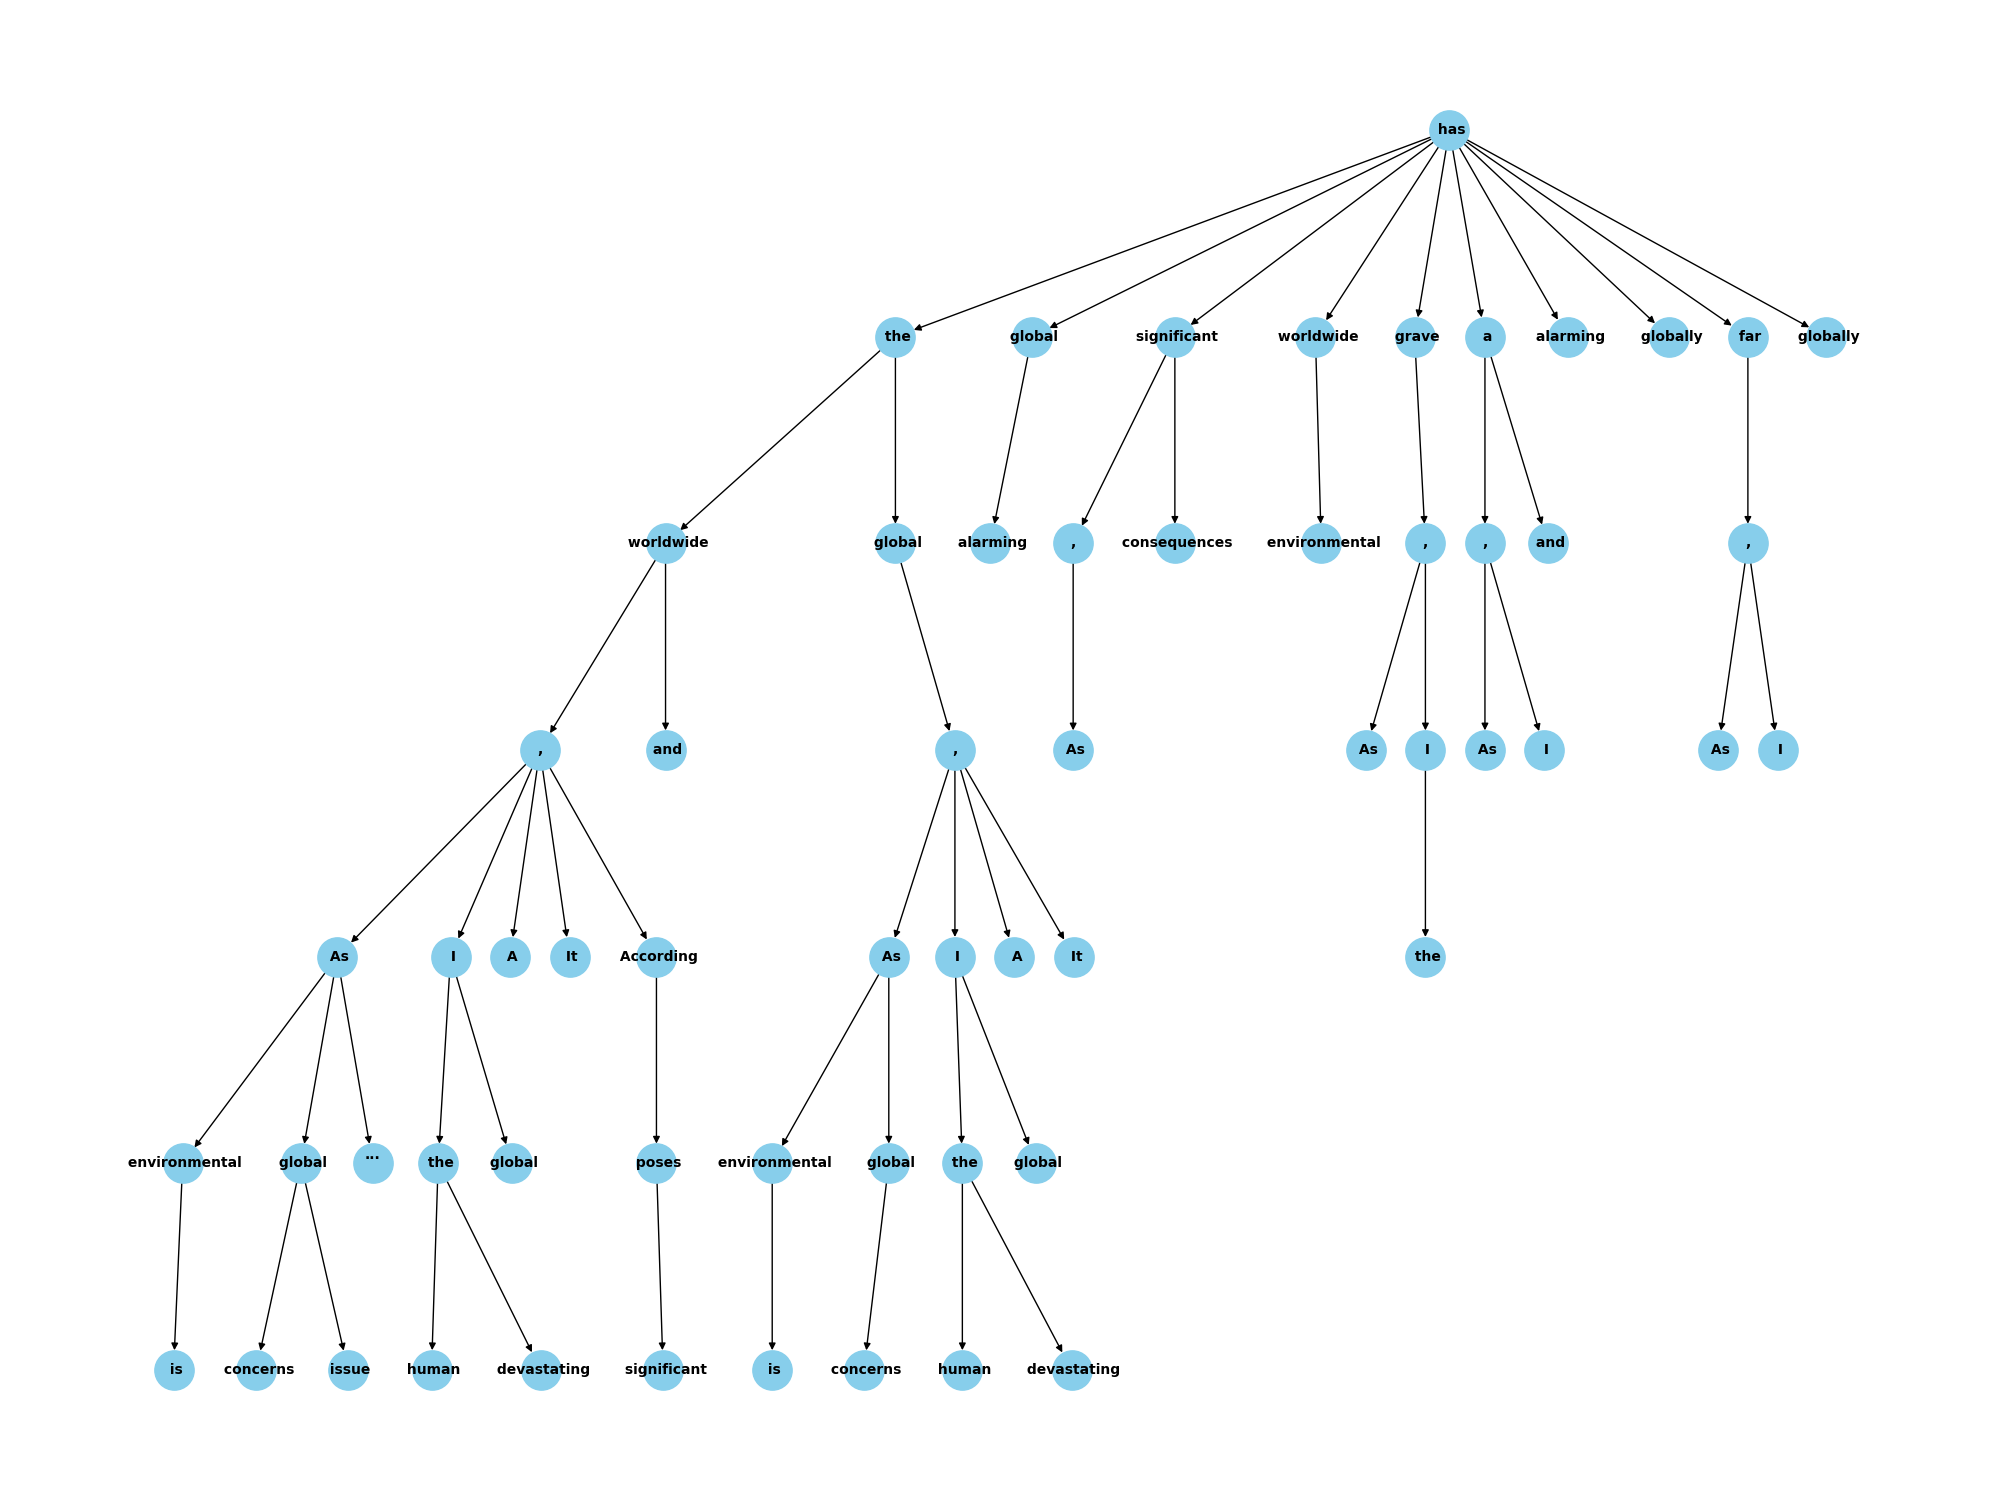 has
the global significant worldwide grave a alarming globally far globally
worldwide global alarming , consequences environmental , , and ,
, and , As As I As I As I
As I A It According As I A It the
environmental global ... the global poses environmental global the global
is concerns issue human devastating significant is concerns human devastating